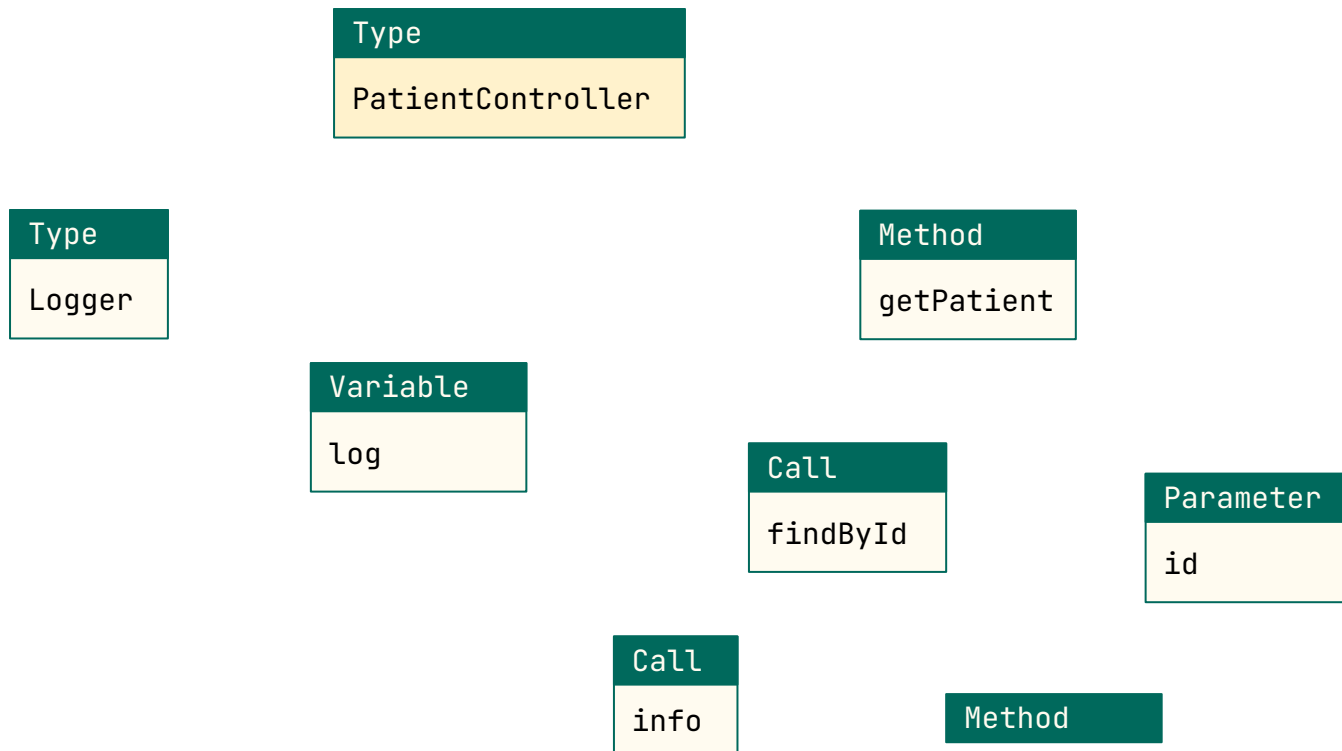 Type
PatientController
Type
Logger
Method
getPatient
Variable
log
Call
findById
Parameter
id
Call
info
Method